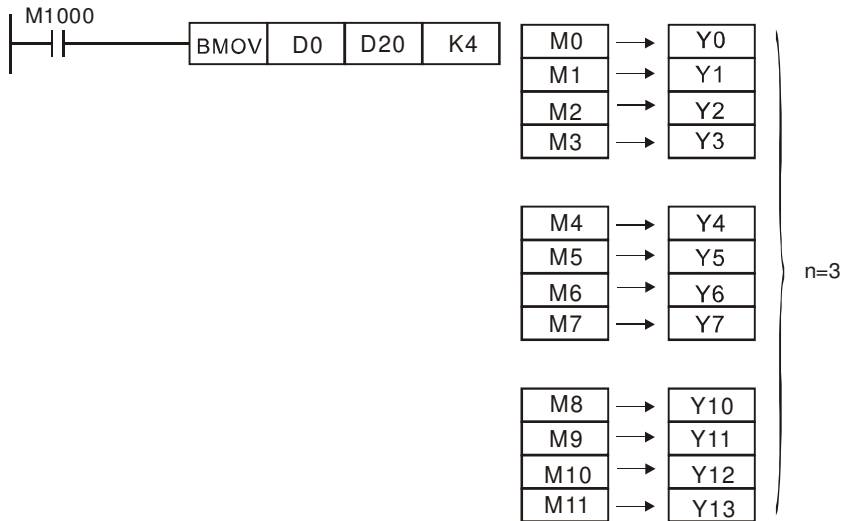 M1000
BMOV D0 D20 K4
M0 Y0
M1 Y1
M2 Y2
M3 Y3
M4 Y4
M5 Y5
M6 Y6
M7 Y7
n=3
M8 Y10
M9 Y11
M10 Y12
M11 Y13